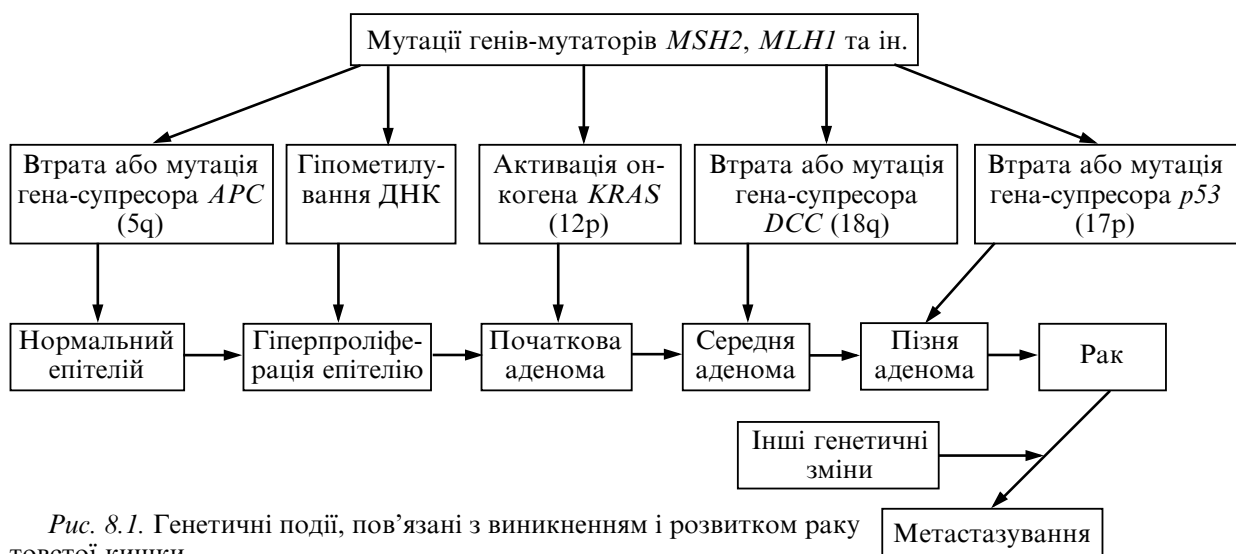 Мутації генів-мутаторів MSH2, MLH1 та ін.
Втрата або мутація
гена-супресора APC
(5q)
Гіпометилу-
вання ДНК
Активація он-
когена KRAS
(12p)
Втрата або мутація
гена-супресора
DCC (18q)
Втрата або мутація
гена-супресора p53
(17p)
Нормальний
епітелій
Гіперпроліфе-
рація епітелію
Початкова
аденома
Середня
аденома
Пізня
аденома
Рак
Інші генетичні
зміни
Метастазування
Рис. 8.1. Генетичні події, пов’язані з виникненням і розвитком раку
товстої кишки